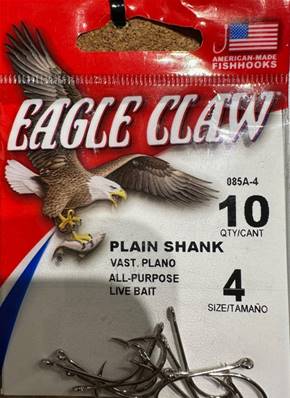 AMERICAN-MADE
FISHHOOKS
EAGLE CLAW
085A-4
10
QTY/CANT
PLAIN SHANK
VAST. PLANO
ALL-PURPOSE
LIVE BAIT
4
SIZE/TAMAÑO